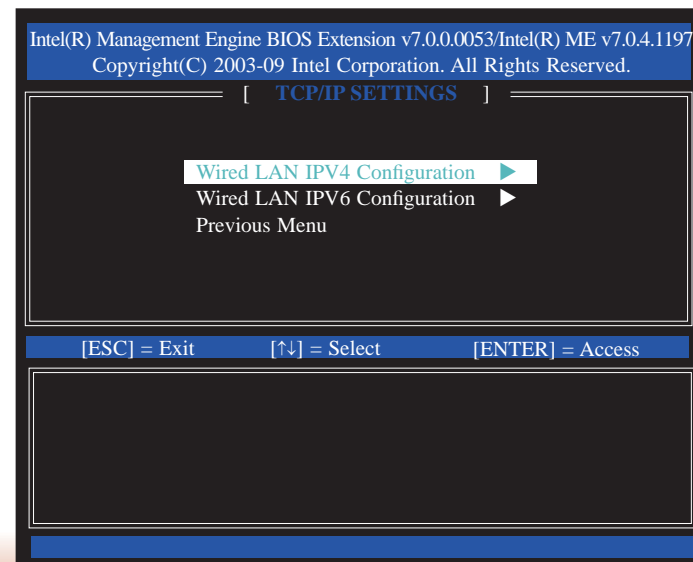 Intel(R) Management Engine BIOS Extension v7.0.0.0053/Intel(R) ME v7.0.4.1197
Copyright(C) 2003-09 Intel Corporation. All Rights Reserved.
[ TCP/IP SETTINGS ]
Wired LAN IPV4 Configuration ▶
Wired LAN IPV6 Configuration ▶
Previous Menu
[ESC] = Exit [↑↓] = Select [ENTER] = Access